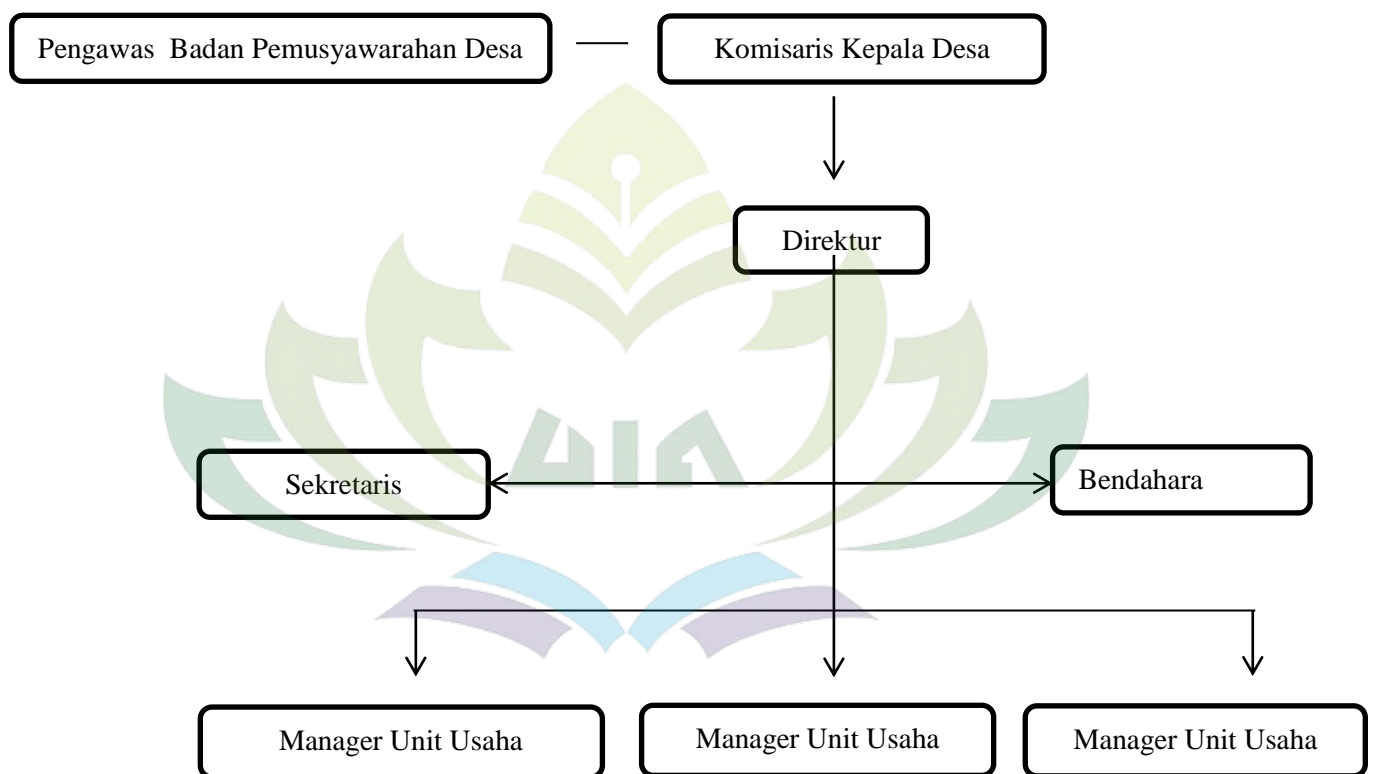 Pengawas Badan Pemusyawarahan Desa
Komisaris Kepala Desa
Direktur
Sekretaris
Bendahara
UIN
Manager Unit Usaha
Manager Unit Usaha
Manager Unit Usaha